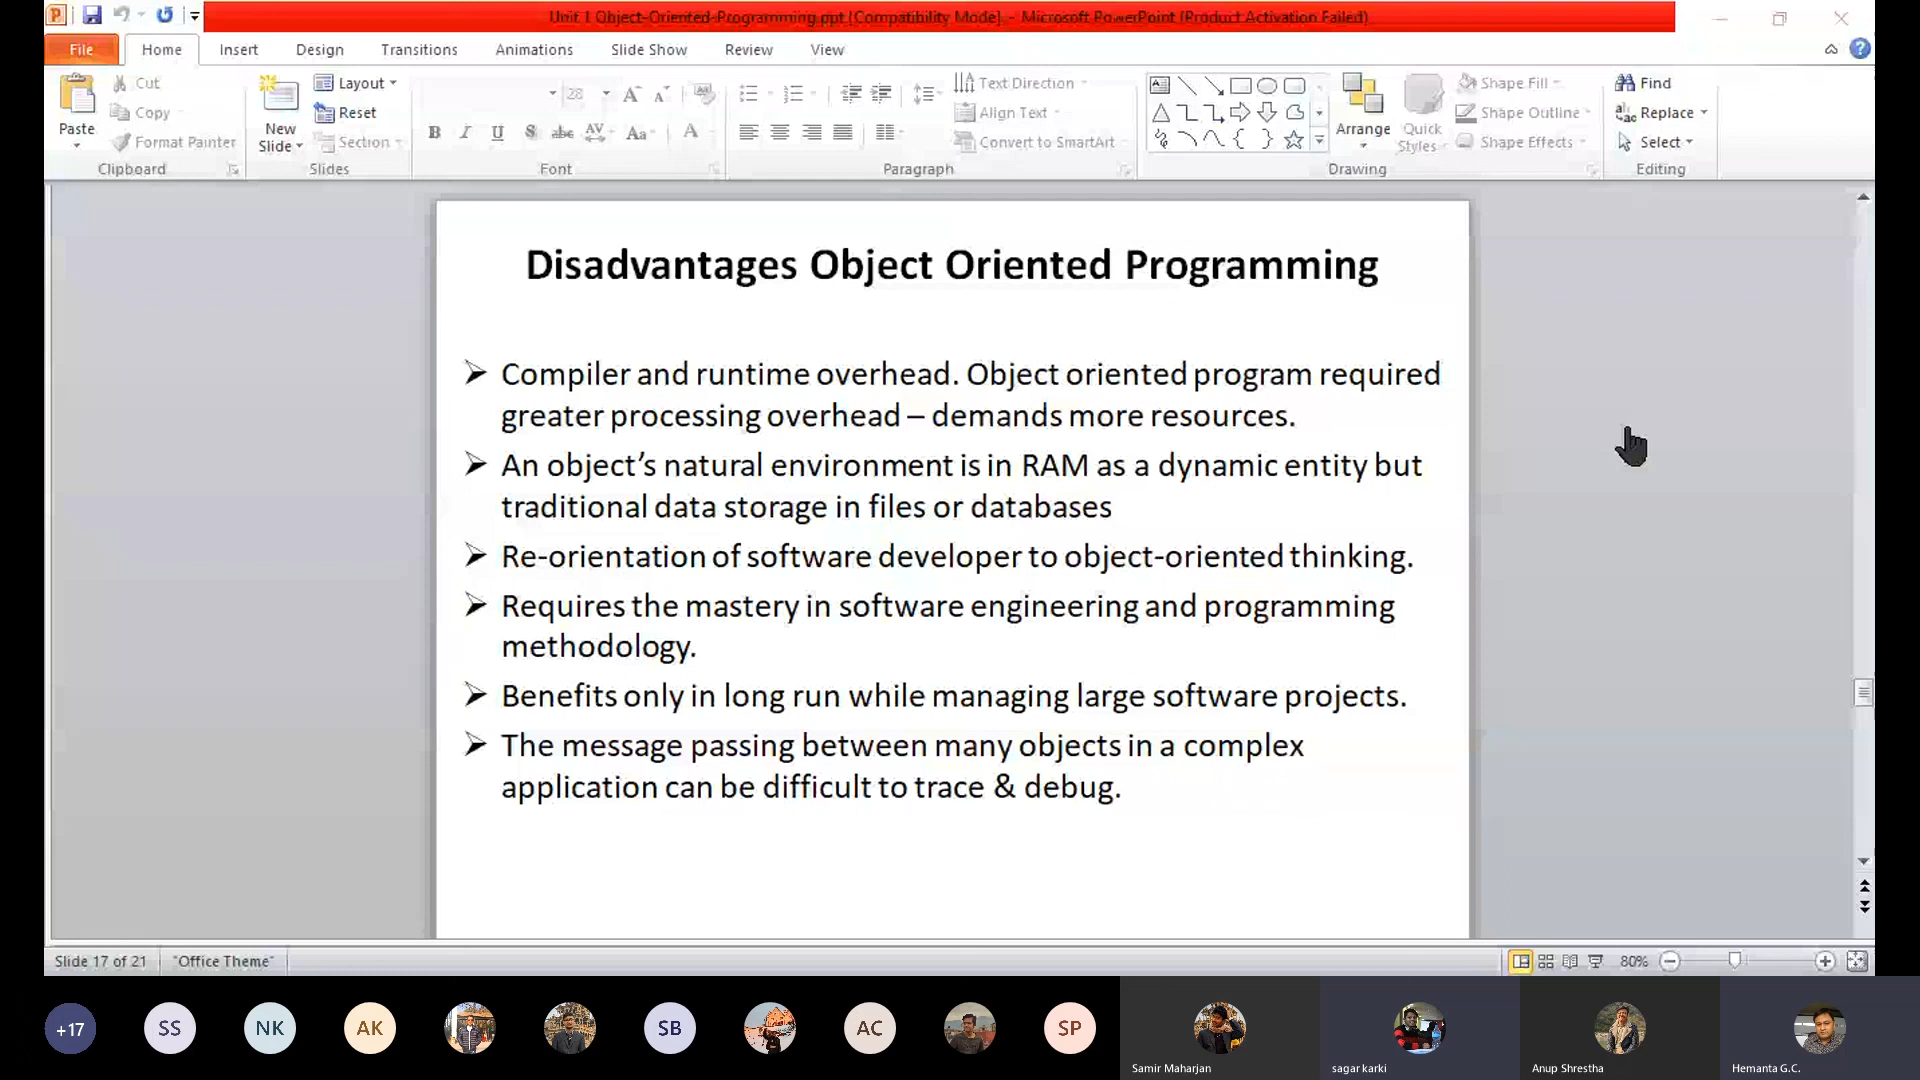 Unit 1 Object-Oriented-Programming.ppt [Compatibility Mode] - Microsoft PowerPoint (Product Activation Failed)
File Home Insert Design Transitions Animations Slide Show Review View
Paste
Cut
Copy
Format Painter
Clipboard
New
Slide
Layout
Reset
Section
Slides
28
B I U S abc AV Aa A
Font
Text Direction
Align Text
Convert to SmartArt
Paragraph
Arrange
Quick
Styles
Shape Fill
Shape Outline
Shape Effects
Drawing
Find
Replace
Select
Editing
Disadvantages Object Oriented Programming
Compiler and runtime overhead. Object oriented program required
greater processing overhead – demands more resources.
An object’s natural environment is in RAM as a dynamic entity but
traditional data storage in files or databases
Re-orientation of software developer to object-oriented thinking.
Requires the mastery in software engineering and programming
methodology.
Benefits only in long run while managing large software projects.
The message passing between many objects in a complex
application can be difficult to trace & debug.
Slide 17 of 21 "Office Theme" 80%
+17 SS NK AK SB AC SP
Samir Maharjan sagar karki Anup Shrestha Hemanta G.C.